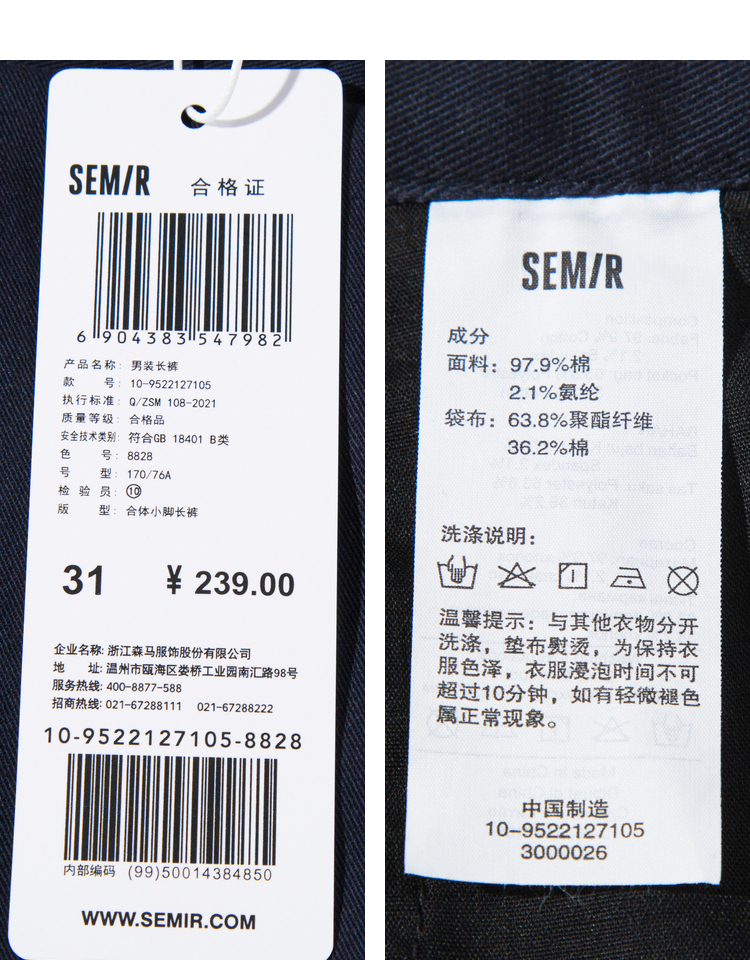 SEMIR 合格证
6 904383 547982
产品名称: 男装长裤
款 号: 10-9522127105
执行标准: Q/ZSM 108-2021
质量等级: 合格品
安全技术类别: 符合GB 18401 B类
色 号: 8828
号 型: 170/76A
检 验 员: ⑩
版 型: 合体小脚长裤
31 ¥ 239.00
企业名称: 浙江森马服饰股份有限公司
地 址: 温州市瓯海区娄桥工业园南汇路98号
服务热线: 400-8877-588
招商热线: 021-67288111 021-67288222
10-9522127105-8828
内部编码 (99)50014384850
WWW.SEMIR.COM
SEMIR
成分
面料: 97.9%棉
2.1%氨纶
袋布: 63.8%聚酯纤维
36.2%棉
洗涤说明:
温馨提示: 与其他衣物分开
洗涤, 垫布熨烫, 为保持衣
服色泽, 衣服浸泡时间不可
超过10分钟, 如有轻微褪色
属正常现象。
中国制造
10-9522127105
3000026